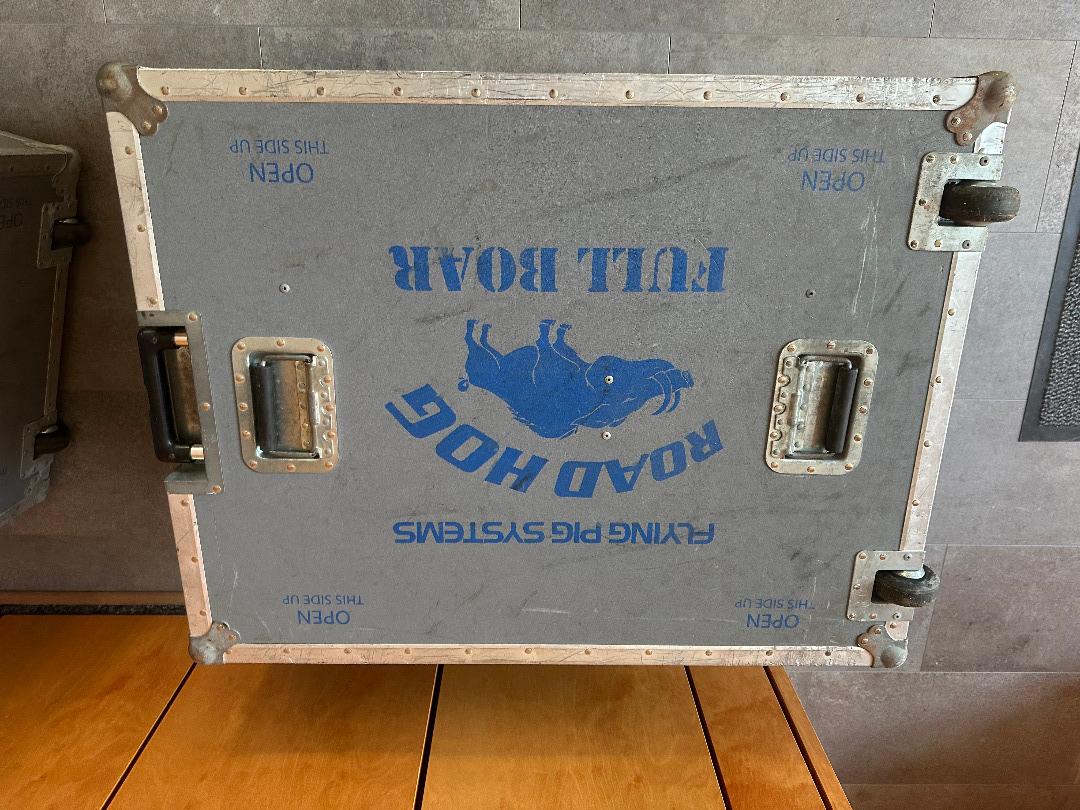 OPEN
THIS SIDE UP
OPEN
THIS SIDE UP
FLYING PIG SYSTEMS
ROAD HOG
FULL BOAR
OPEN
THIS SIDE UP
OPEN
THIS SIDE UP